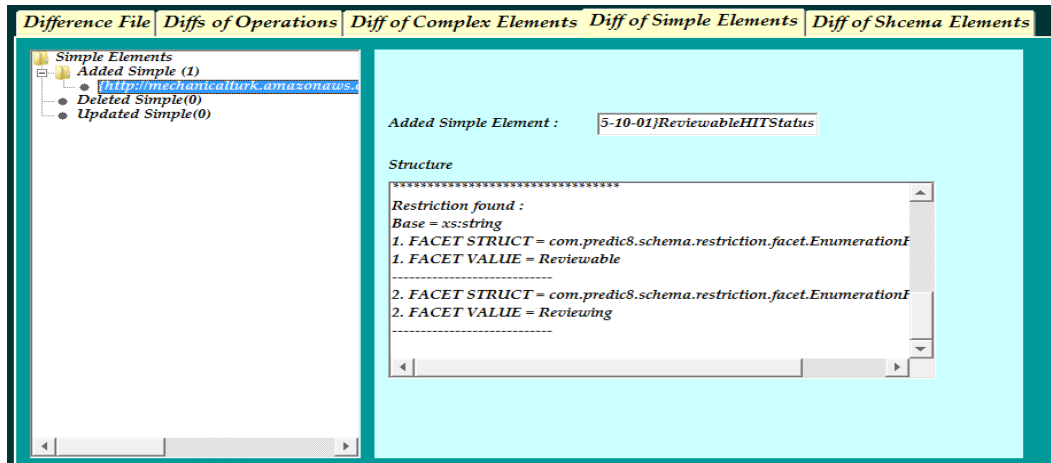 Difference File Diffs of Operations Diff of Complex Elements Diff of Simple Elements Diff of Shcema Elements
Simple Elements
Added Simple (1)
{http://mechanicalturk.amazonaws.
Deleted Simple(0)
Updated Simple(0)
Added Simple Element : 5-10-01}ReviewableHITStatus
Structure
*********************************
Restriction found :
Base = xs:string
1. FACET STRUCT = com.predic8.schema.restriction.facet.Enumeration
1. FACET VALUE = Reviewable
----------------------------
2. FACET STRUCT = com.predic8.schema.restriction.facet.Enumeration
2. FACET VALUE = Reviewing
----------------------------